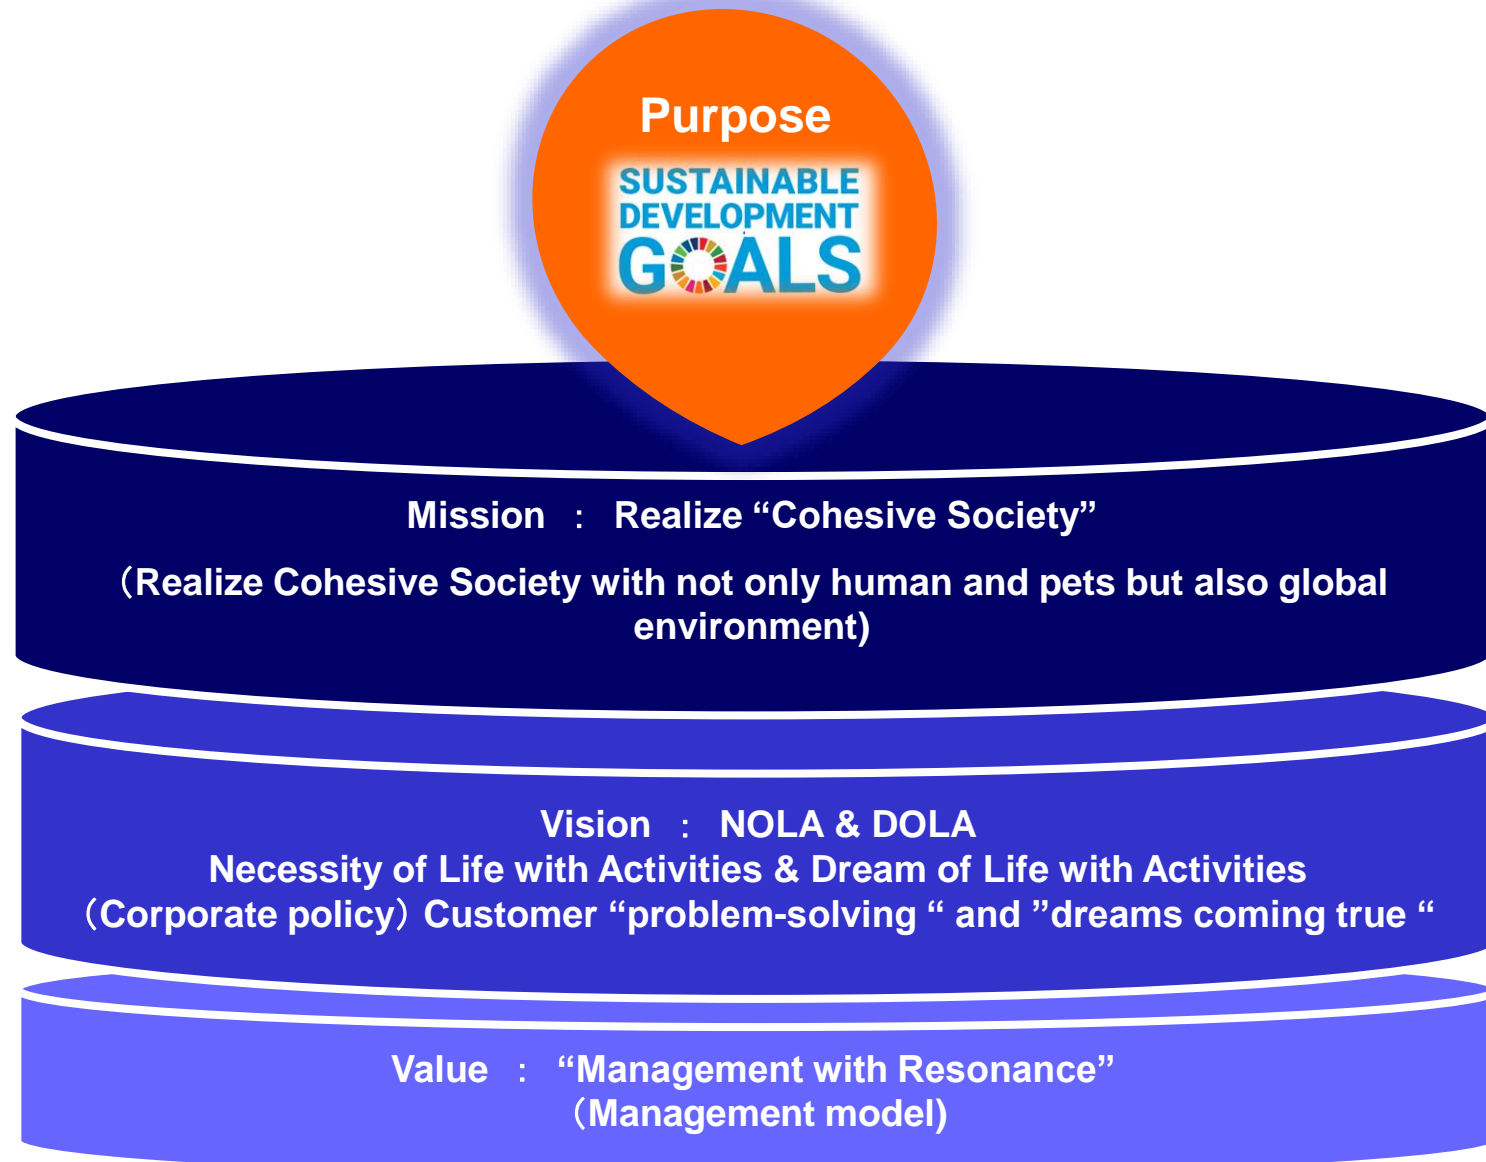 Purpose
SUSTAINABLE
DEVELOPMENT
GOALS
Mission ： Realize “Cohesive Society”
（Realize Cohesive Society with not only human and pets but also global
environment)
Vision ： NOLA & DOLA
Necessity of Life with Activities & Dream of Life with Activities
（Corporate policy）Customer “problem-solving “ and ”dreams coming true “
Value ： “Management with Resonance”
（Management model)